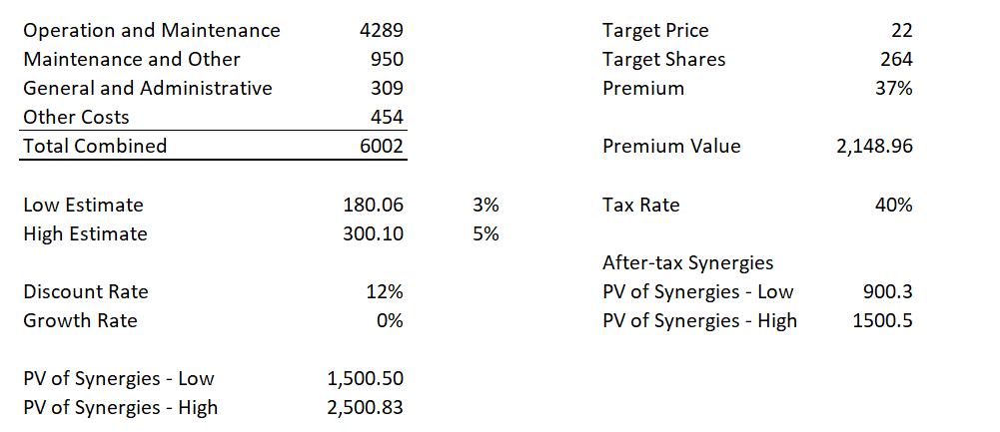 Operation and Maintenance 4289 Target Price 22
Maintenance and Other 950 Target Shares 264
General and Administrative 309 Premium 37%
Other Costs 454
Total Combined 6002 Premium Value 2,148.96
Low Estimate 180.06 3% Tax Rate 40%
High Estimate 300.10 5%
After-tax Synergies
Discount Rate 12% PV of Synergies - Low 900.3
Growth Rate 0% PV of Synergies - High 1500.5
PV of Synergies - Low 1,500.50
PV of Synergies - High 2,500.83